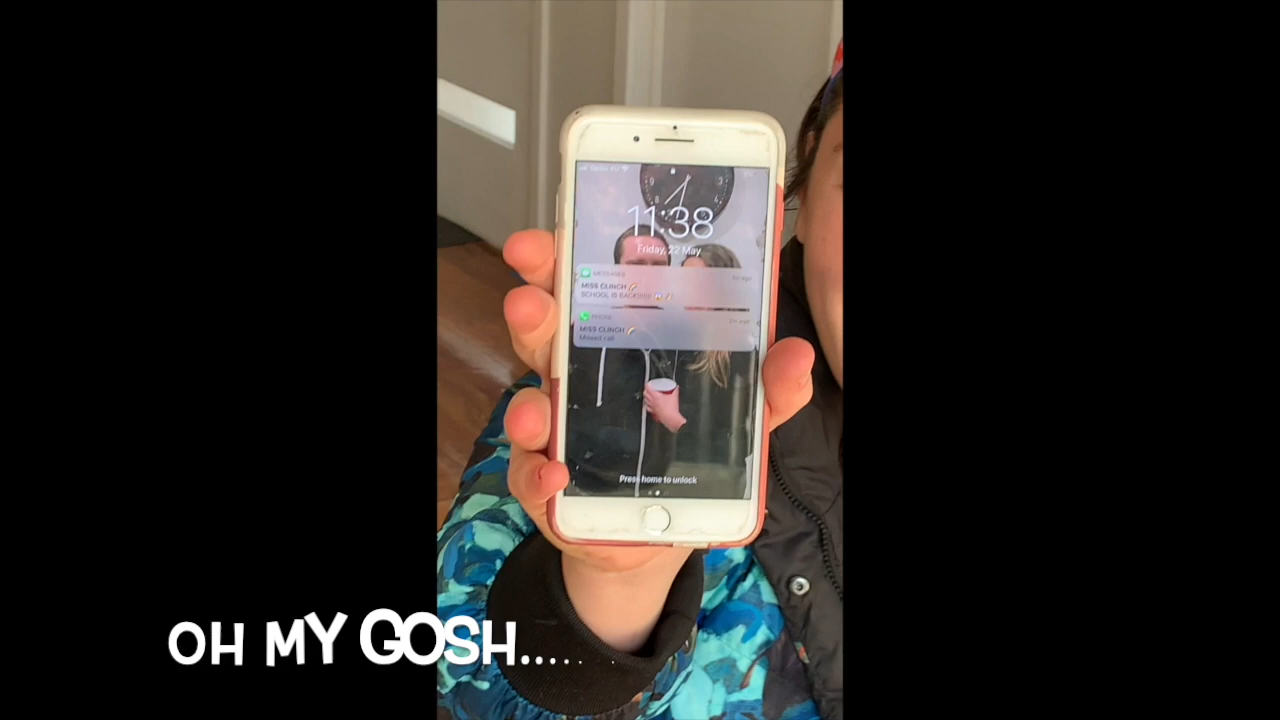 11:38
Friday, 22 May
MESSAGES
MISS CLINCH
SCHOOL IS BACK!!!!!!
PHONE
MISS CLINCH
Missed call
Press home to unlock
OH MY GOSH......